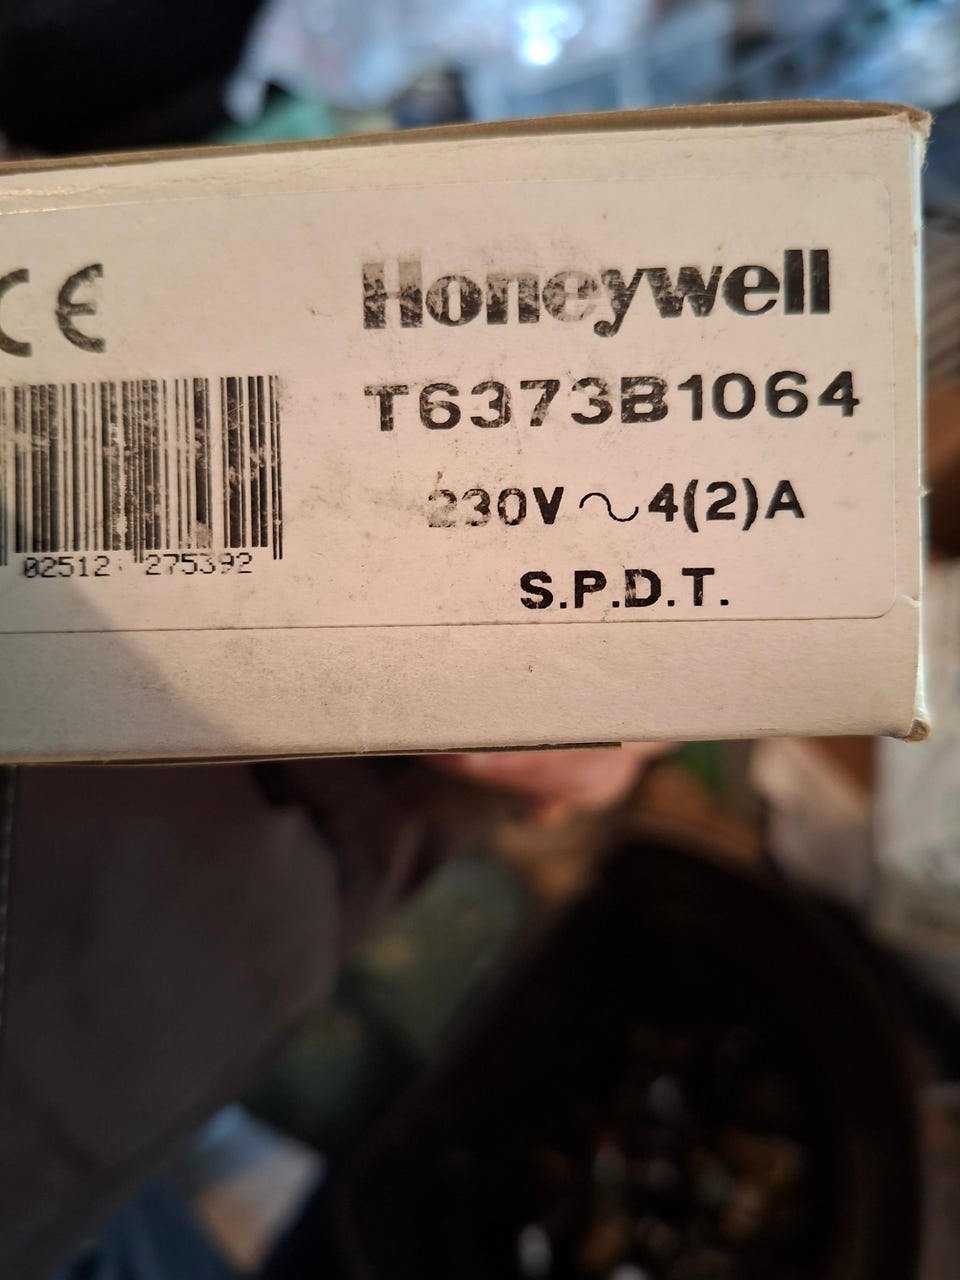 CE
Honeywell
T6373B1064
230V ~ 4(2)A
S.P.D.T.
02512 275392